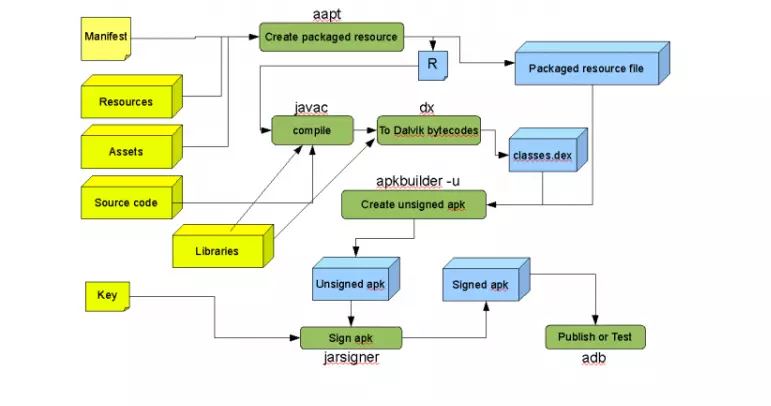 aapt
Manifest
Create packaged resource
R
Packaged resource file
Resources
javac
dx
compile
To Dalvik bytecodes
Assets
classes.dex
apkbuilder -u
Source code
Create unsigned apk
Libraries
Unsigned apk
Signed apk
Key
Sign apk
Publish or Test
jarsigner
adb